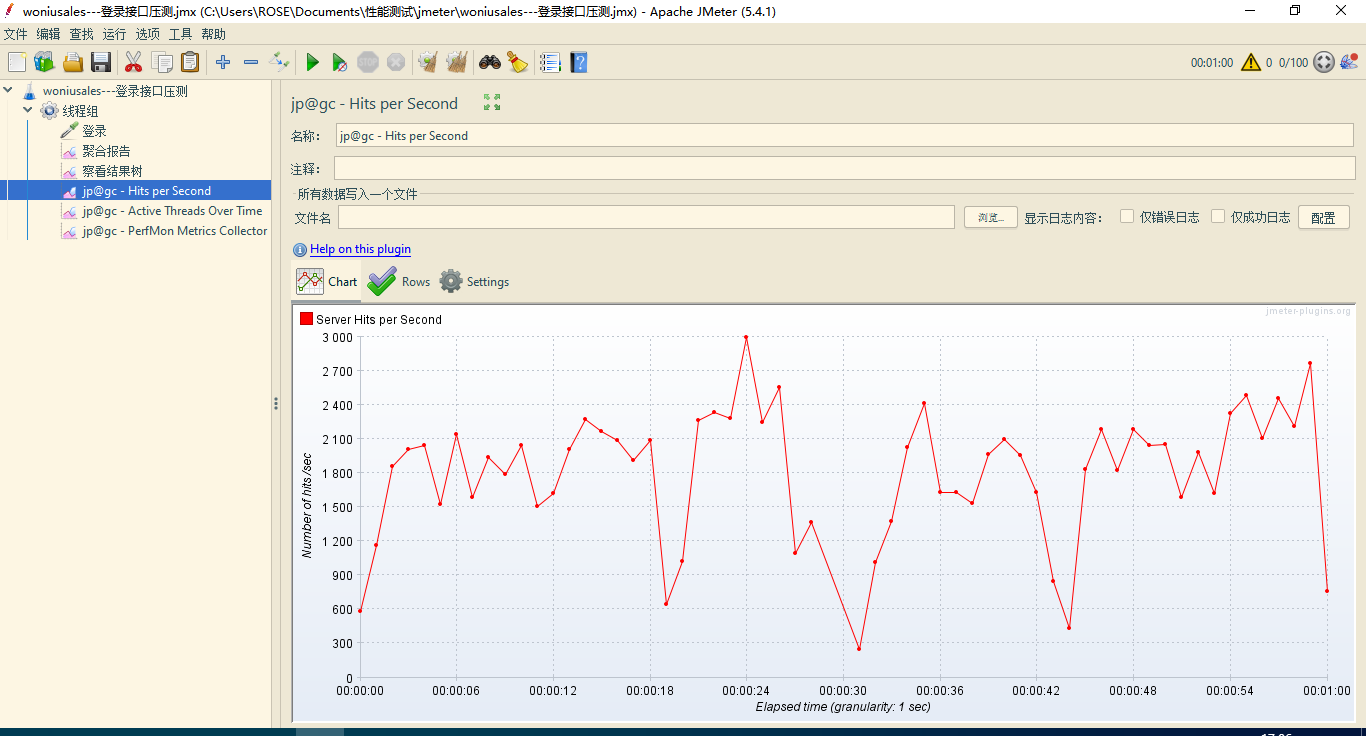 woniusales---登录接口压测.jmx (C:\Users\ROSE\Documents\性能测试\jmeter\woniusales---登录接口压测.jmx) - Apache JMeter (5.4.1)
文件 编辑 查找 运行 选项 工具 帮助
STOP
00:01:00 0 0/100
woniusales---登录接口压测
线程组
登录
聚合报告
察看结果树
jp@gc - Hits per Second
jp@gc - Active Threads Over Time
jp@gc - PerfMon Metrics Collector
jp@gc - Hits per Second
名称: jp@gc - Hits per Second
注释:
所有数据写入一个文件
文件名 浏览... 显示日志内容: 仅错误日志 仅成功日志 配置
Help on this plugin
Chart Rows Settings
jmeter-plugins.org
Server Hits per Second
3 000
2 700
2 400
2 100
1 800
1 500
1 200
900
600
300
0
Number of hits /sec
00:00:00 00:00:06 00:00:12 00:00:18 00:00:24 00:00:30 00:00:36 00:00:42 00:00:48 00:00:54 00:01:00
Elapsed time (granularity: 1 sec)